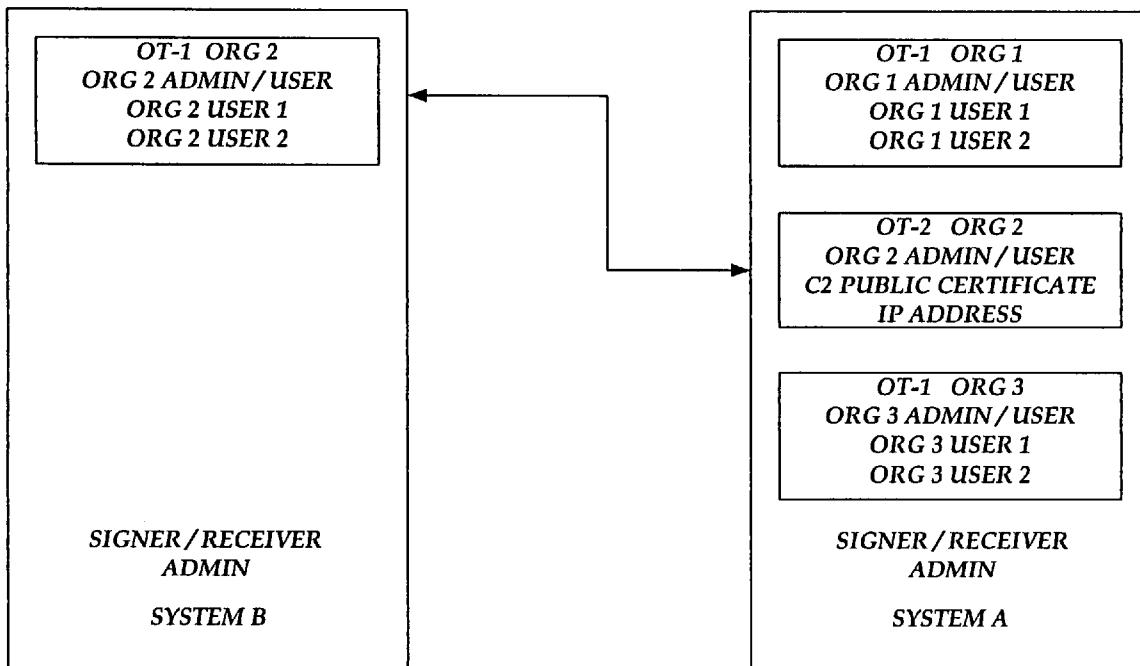 OT-1 ORG 2
ORG 2 ADMIN / USER
ORG 2 USER 1
ORG 2 USER 2
SIGNER / RECEIVER
ADMIN
SYSTEM B
OT-1 ORG 1
ORG 1 ADMIN / USER
ORG 1 USER 1
ORG 1 USER 2
OT-2 ORG 2
ORG 2 ADMIN / USER
C2 PUBLIC CERTIFICATE
IP ADDRESS
OT-1 ORG 3
ORG 3 ADMIN / USER
ORG 3 USER 1
ORG 3 USER 2
SIGNER / RECEIVER
ADMIN
SYSTEM A